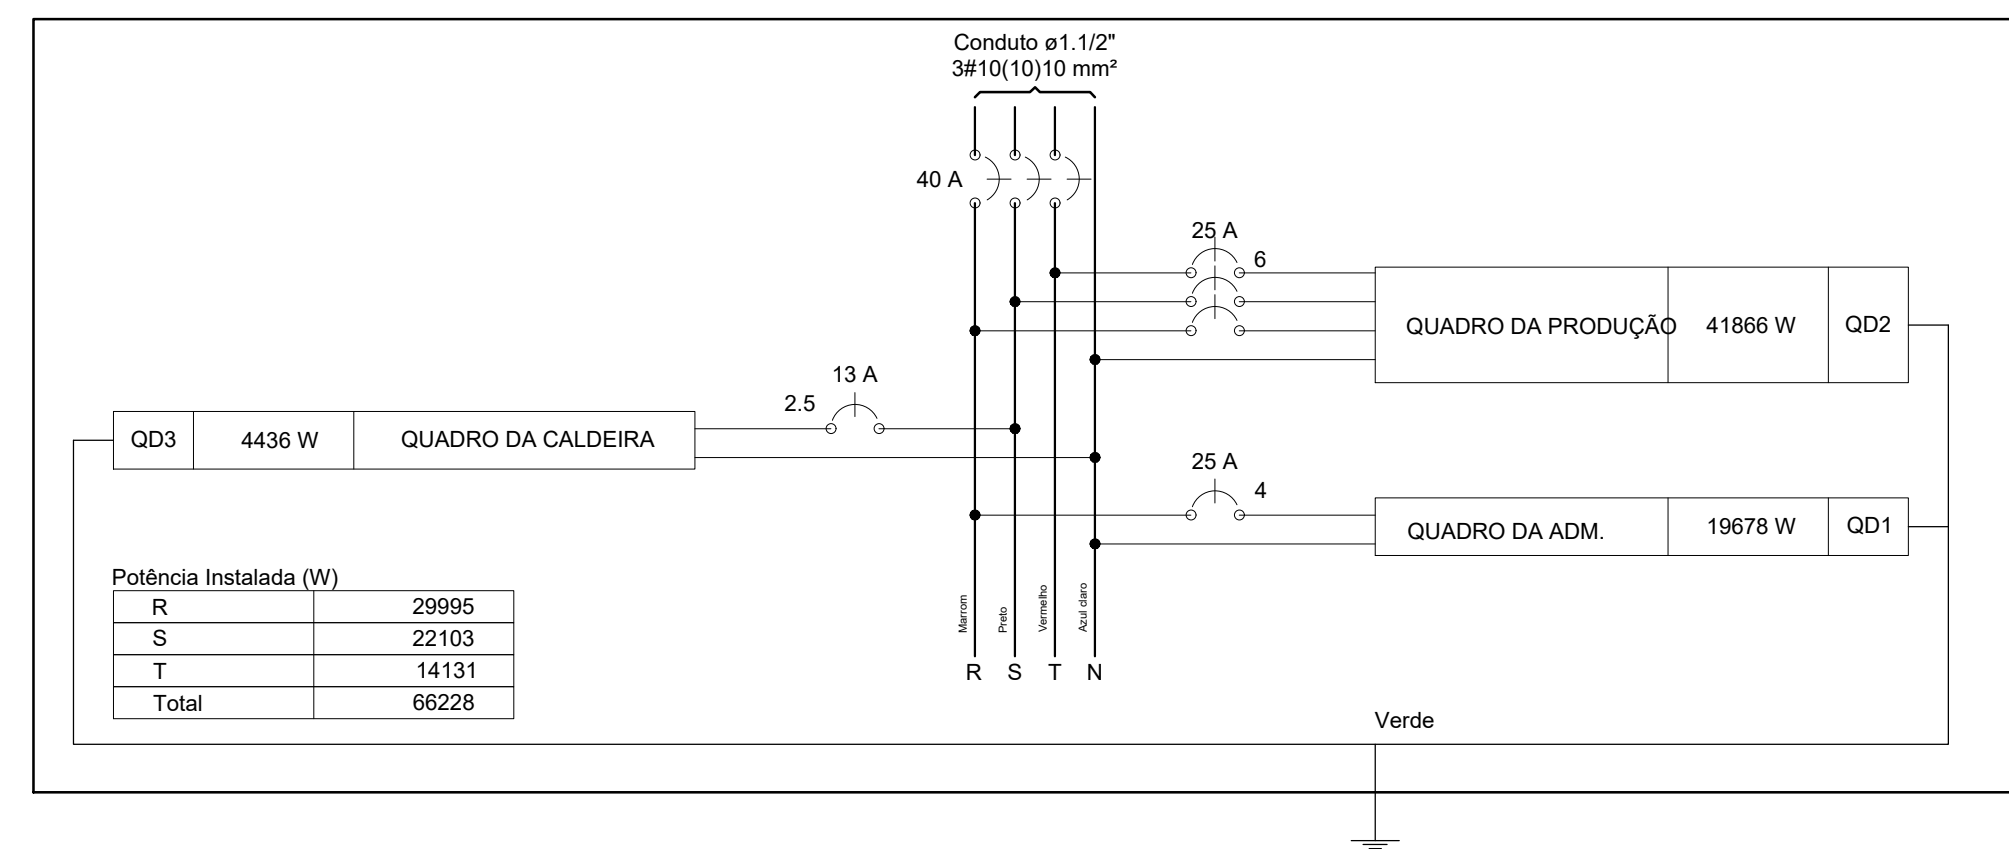 Conduto ø1.1/2"
3#10(10)10 mm²
40 A
25 A
6
QUADRO DA PRODUÇÃO 41866 W QD2
13 A
2.5
QD3 4436 W QUADRO DA CALDEIRA
25 A
4
QUADRO DA ADM. 19678 W QD1
Potência Instalada (W)
R 29995
S 22103
T 14131
Total 66228
Marrom
Preto
Vermelho
Azul claro
R S T N
Verde